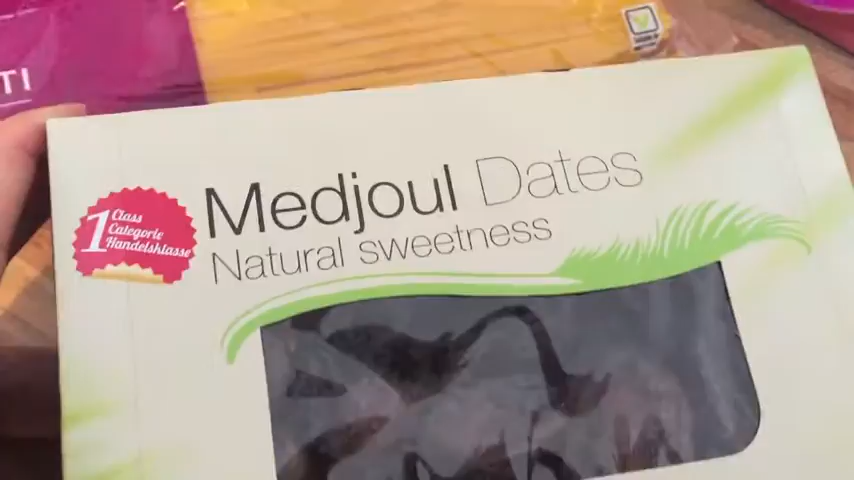 TI
Medjoul Dates
Natural sweetness
1 Class
Categorie
Handelsklasse